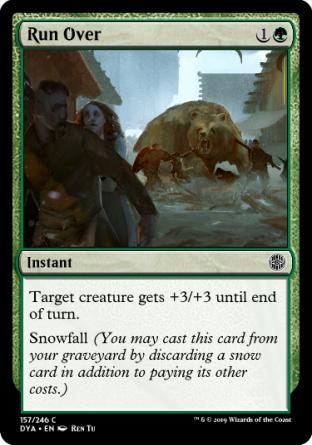 Run Over 1
Instant
Target creature gets +3/+3 until end
of turn.
Snowfall (You may cast this card from
your graveyard by discarding a snow
card in addition to paying its other
costs.)
157/246 C
DYA • EN Ren Tu
™ & © 2019 Wizards of the Coast